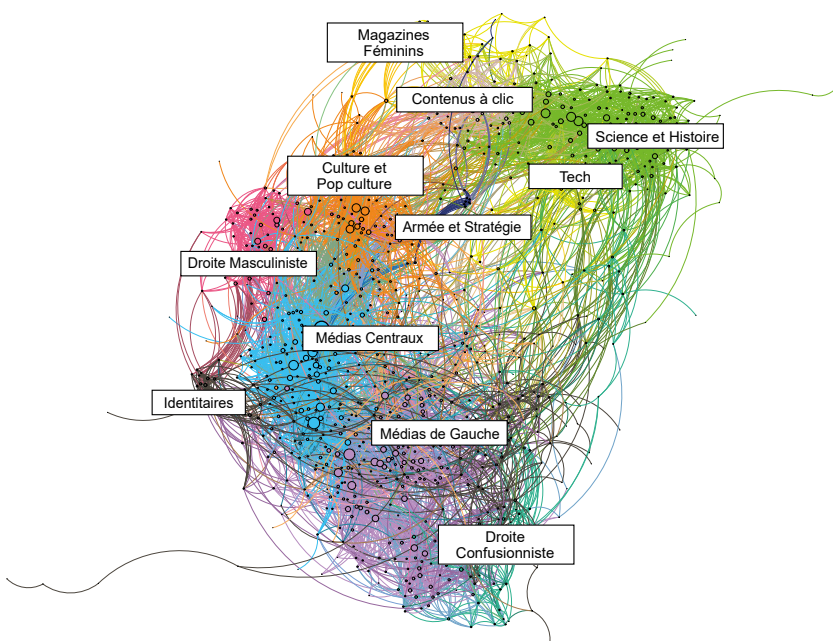 Magazines
Féminins
Contenus à clic
Science et Histoire
Culture et
Pop culture
Tech
Armée et Stratégie
Droite Masculiniste
Médias Centraux
Identitaires
Médias de Gauche
Droite
Confusionniste